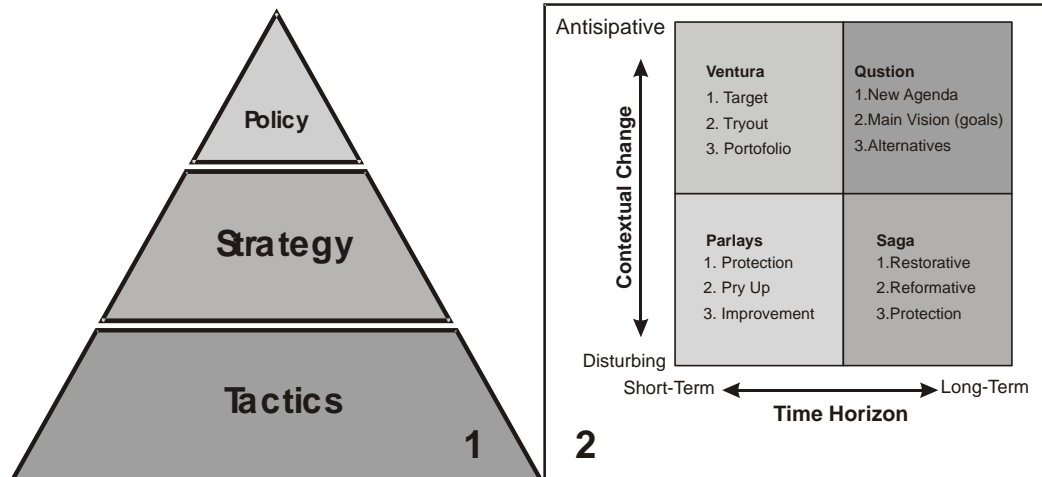 Policy
Strategy
Tactics
1
Antisipative
Contextual Change
Disturbing
Ventura
1. Target
2. Tryout
3. Portofolio
Qustion
1.New Agenda
2.Main Vision (goals)
3.Alternatives
Parlays
1. Protection
2. Pry Up
3. Improvement
Saga
1.Restorative
2.Reformative
3.Protection
Short-Term
Long-Term
Time Horizon
2